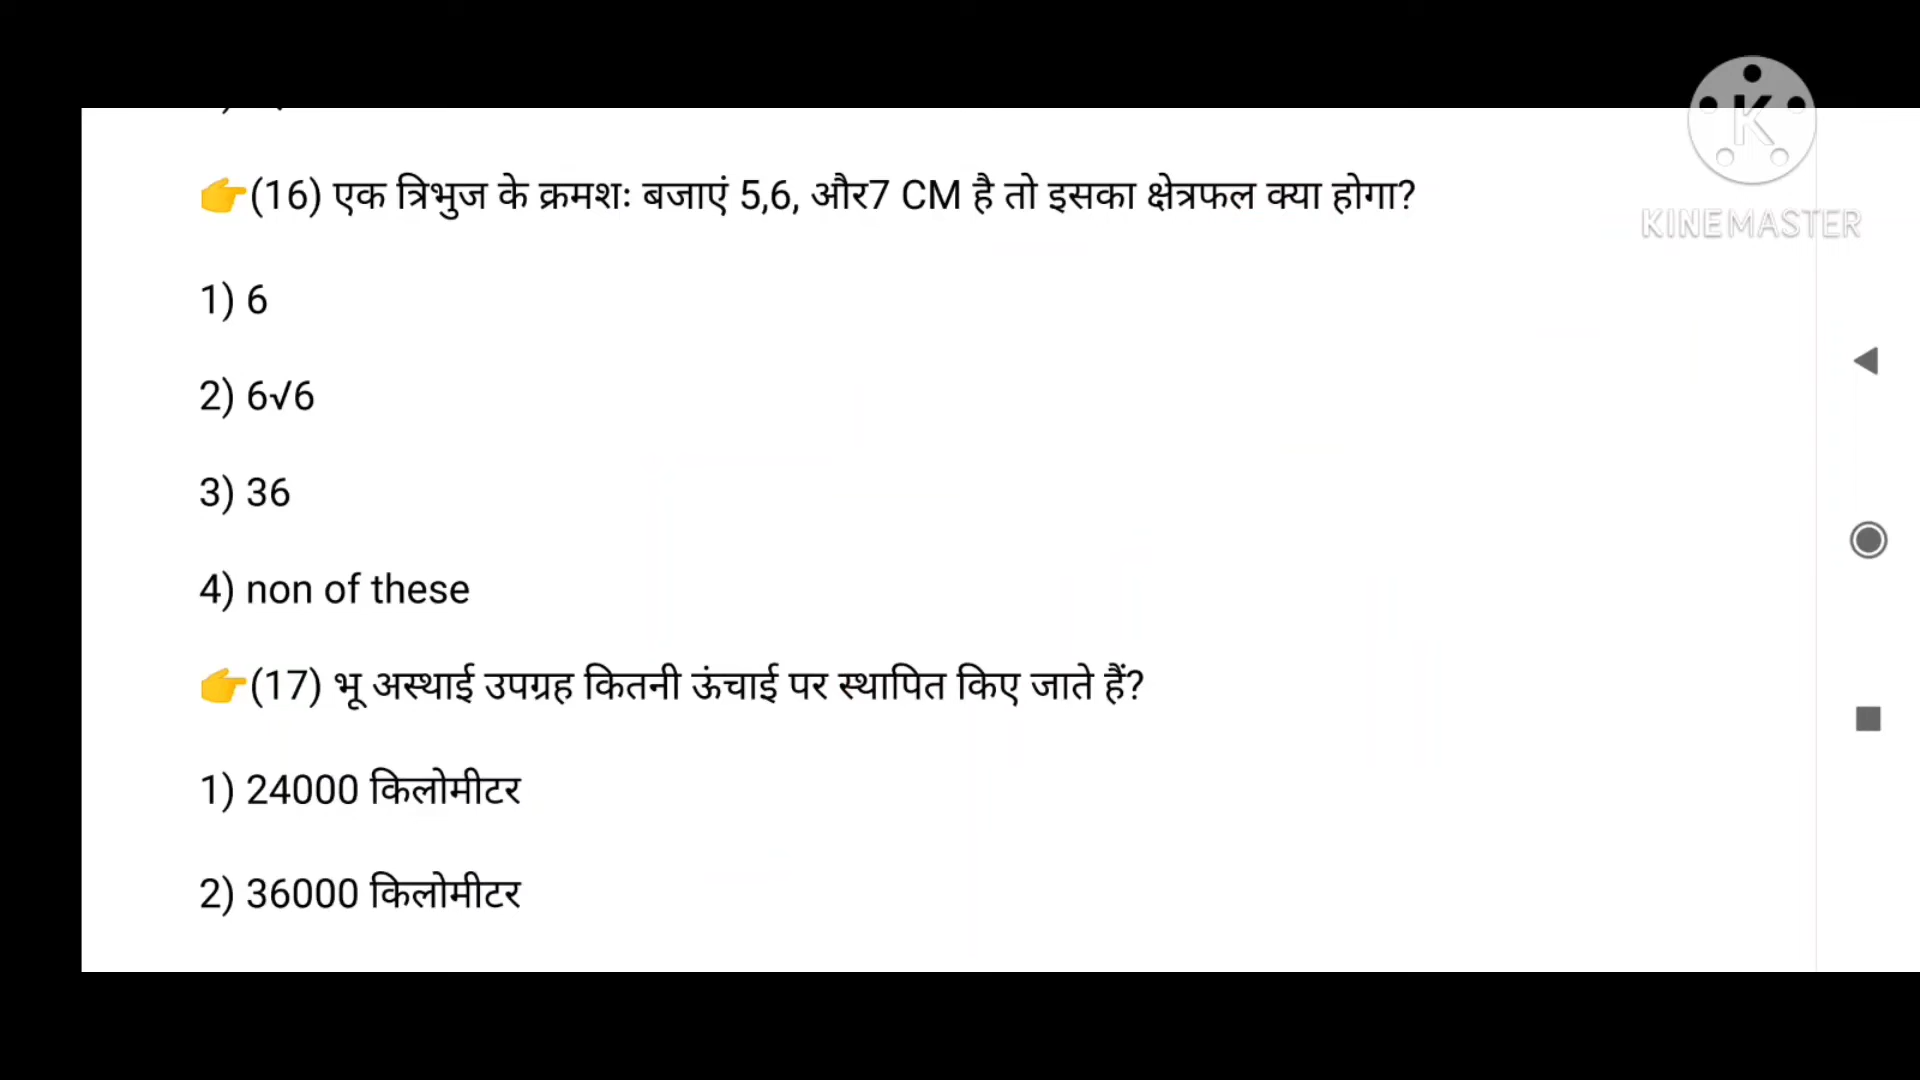 👉(16) एक त्रिभुज के क्रमशः बजाएं 5,6, और7 CM है तो इसका क्षेत्रफल क्या होगा?
1) 6
2) 6√6
3) 36
4) non of these
👉(17) भू अस्थाई उपग्रह कितनी ऊंचाई पर स्थापित किए जाते हैं?
1) 24000 किलोमीटर
2) 36000 किलोमीटर
K
KINEMASTER